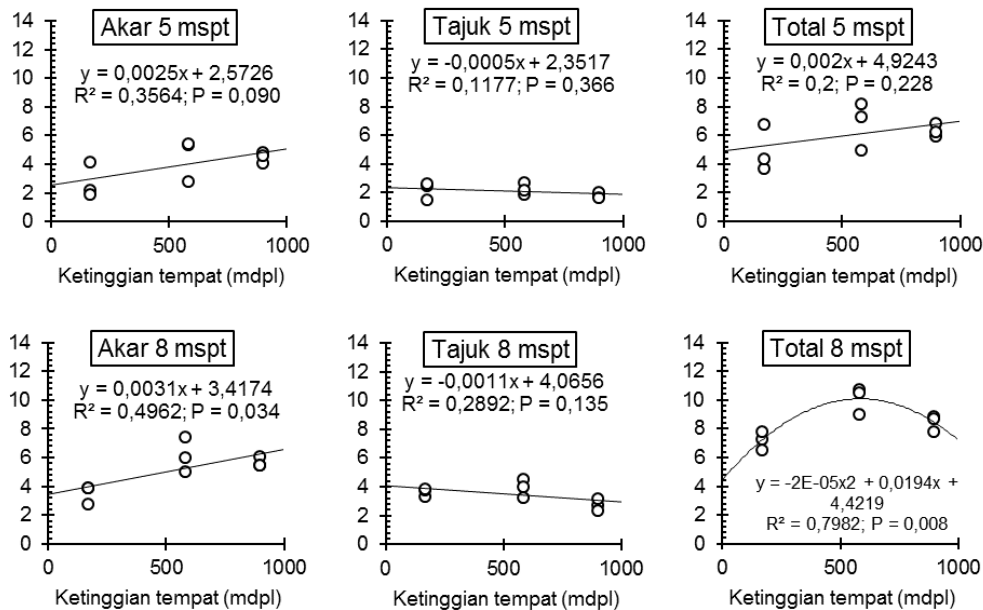 Akar 5 mspt
y = 0,0025x + 2,5726
R² = 0,3564; P = 0,090
14
12
10
8
6
4
2
0
0 500 1000
Ketinggian tempat (mdpl)
Tajuk 5 mspt
y = -0,0005x + 2,3517
R² = 0,1177; P = 0,366
14
12
10
8
6
4
2
0
0 500 1000
Ketinggian tempat (mdpl)
Total 5 mspt
y = 0,002x + 4,9243
R² = 0,2; P = 0,228
14
12
10
8
6
4
2
0
0 500 1000
Ketinggian tempat (mdpl)
Akar 8 mspt
y = 0,0031x + 3,4174
R² = 0,4962; P = 0,034
14
12
10
8
6
4
2
0
0 500 1000
Ketinggian tempat (mdpl)
Tajuk 8 mspt
y = -0,0011x + 4,0656
R² = 0,2892; P = 0,135
14
12
10
8
6
4
2
0
0 500 1000
Ketinggian tempat (mdpl)
Total 8 mspt
14
12
10
8
6
4
2
0
y = -2E-05x2 + 0,0194x +
4,4219
R² = 0,7982; P = 0,008
0 500 1000
Ketinggian tempat (mdpl)